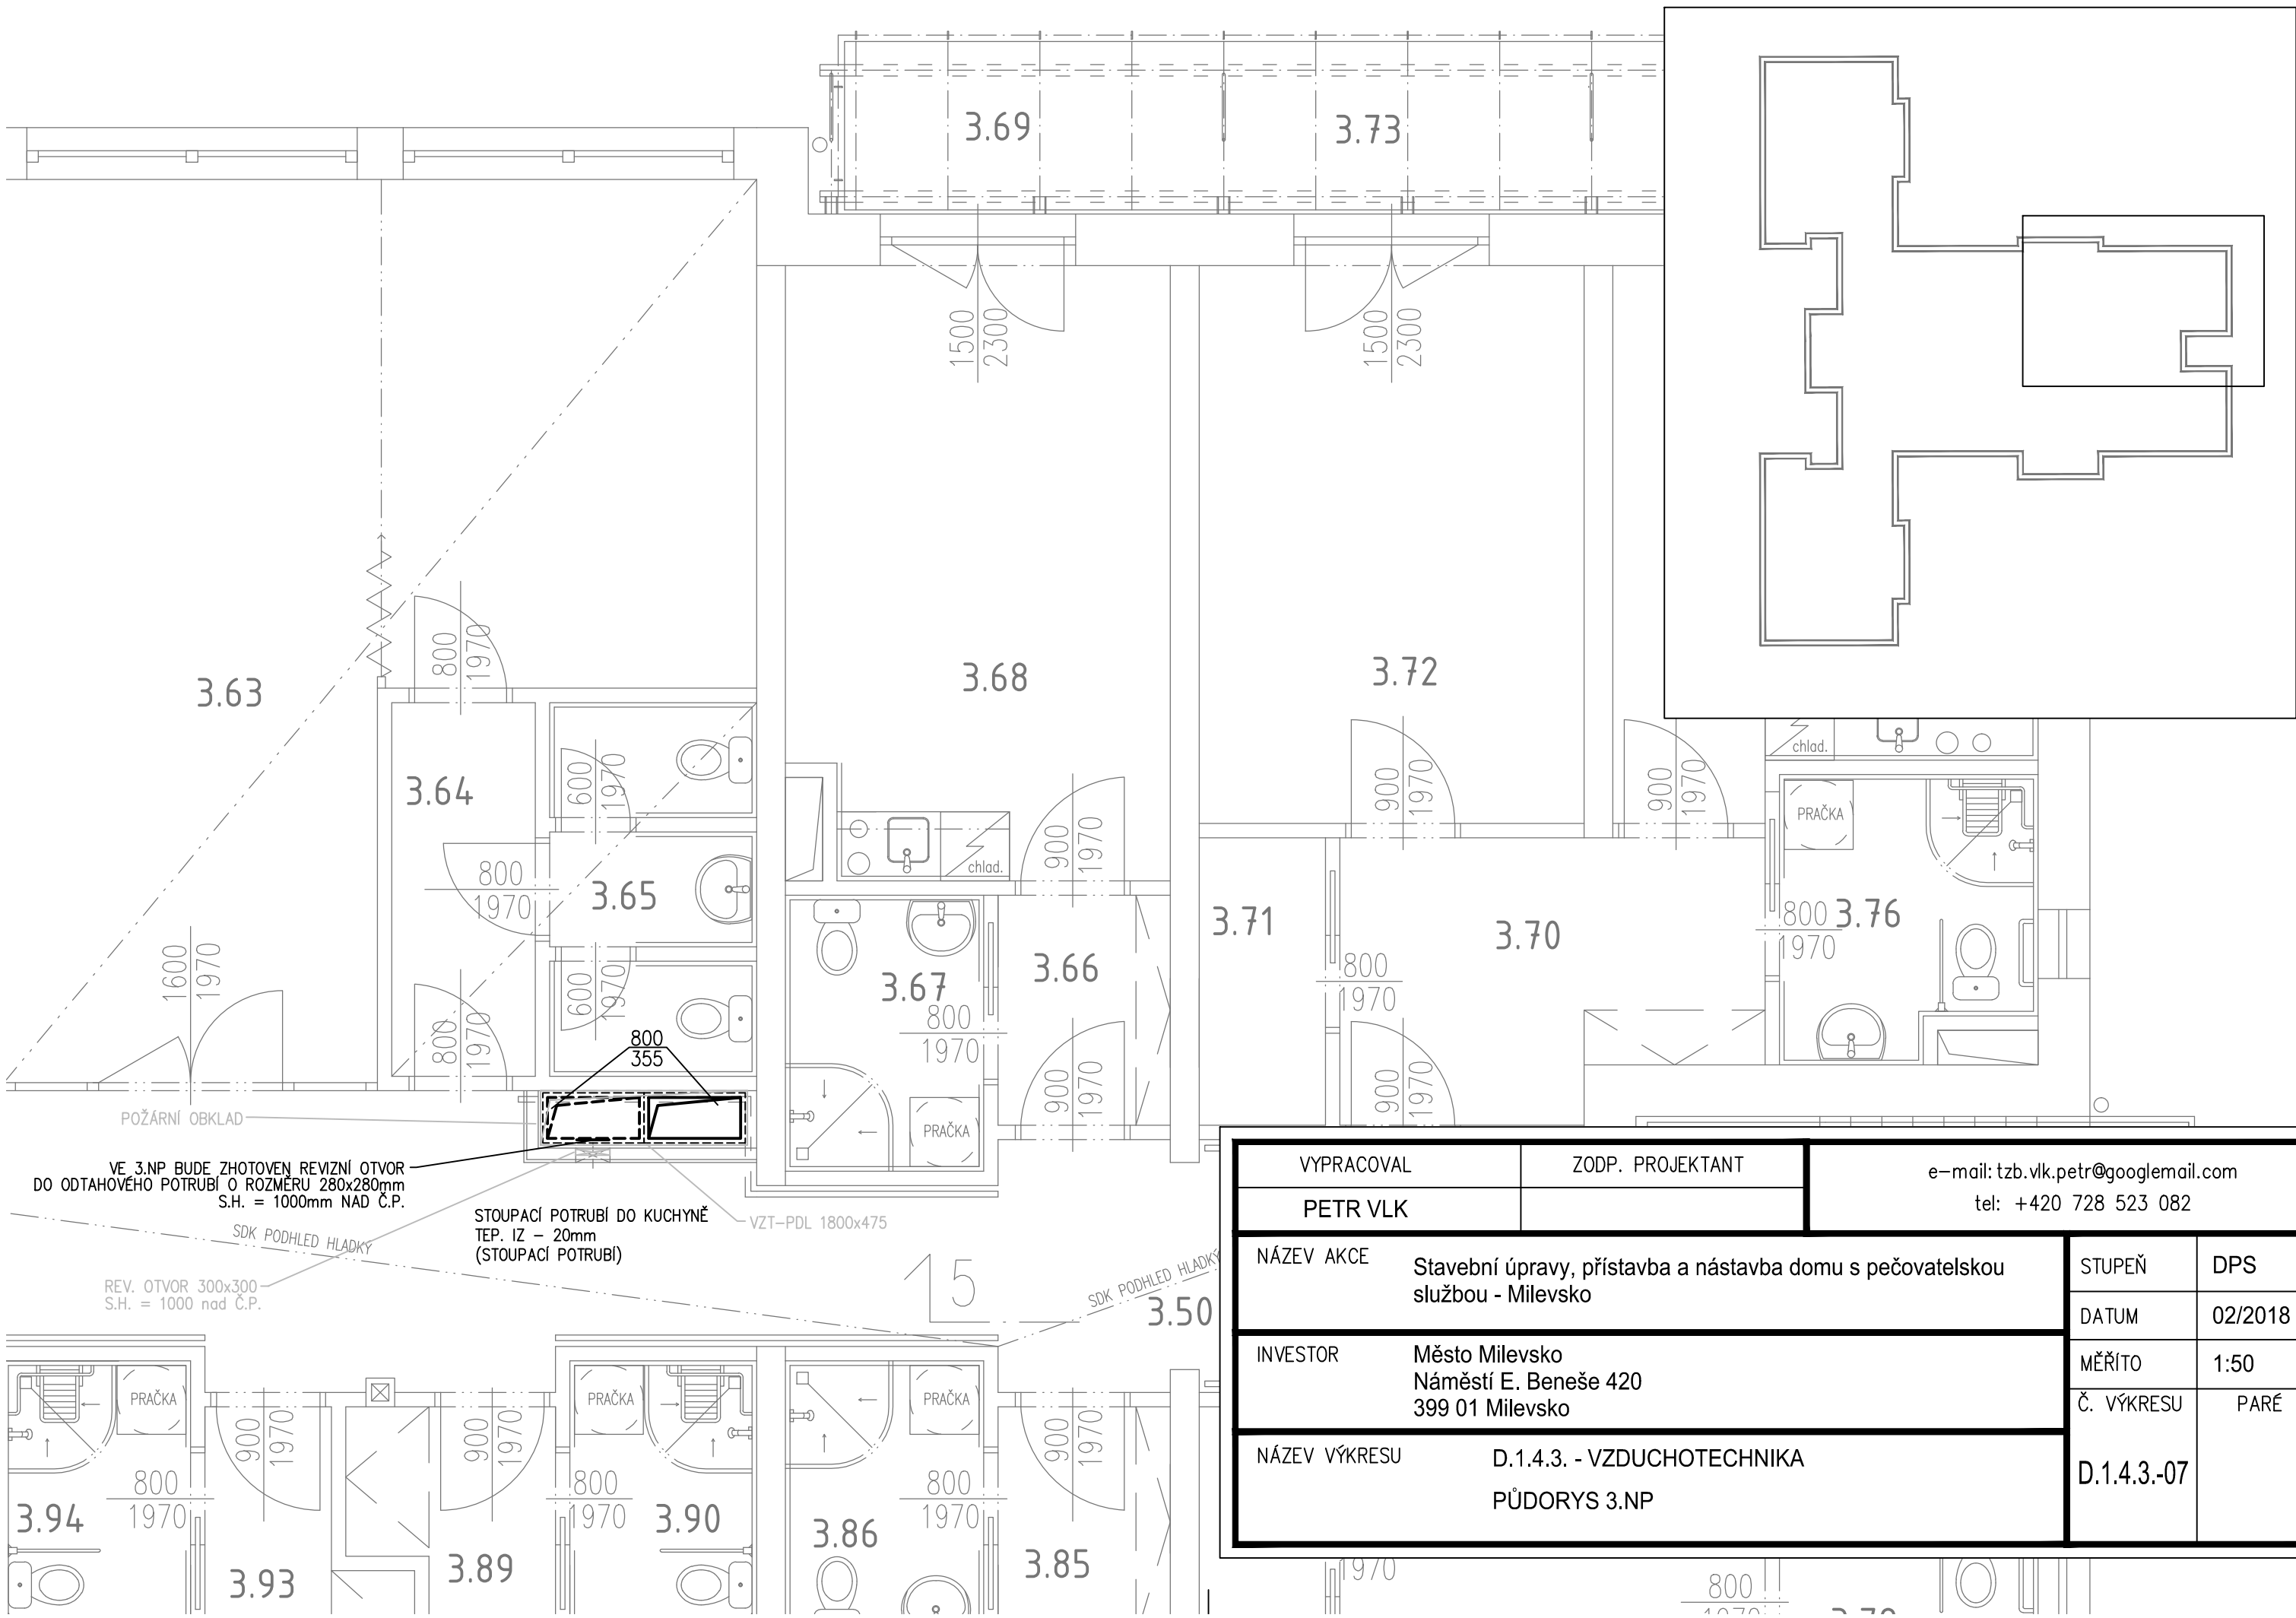 3.69
3.73
1500
2300
1500
2300
3.63
800
1970
3.68
3.72
3.64
600
1970
chlad.
900
1970
900
1970
900
1970
chlad.
PRAČKA
800
1970
3.65
3.71
3.70
800
1970
3.76
1600
1970
600
1970
3.67
3.66
800
1970
800
1970
800
1970
800
355
900
1970
900
1970
PRAČKA
POŽÁRNÍ OBKLAD
VE 3.NP BUDE ZHOTOVEN REVIZNÍ OTVOR
DO ODTAHOVÉHO POTRUBÍ O ROZMĚRU 280x280mm
S.H. = 1000mm NAD Č.P.
STOUPACÍ POTRUBÍ DO KUCHYNĚ
TEP. IZ – 20mm
(STOUPACÍ POTRUBÍ)
VZT–PDL 1800x475
SDK PODHLED HLADKÝ
REV. OTVOR 300x300
S.H. = 1000 nad Č.P.
15
SDK PODHLED HLADKÝ
3.50
PRAČKA
900
1970
900
1970
PRAČKA
PRAČKA
900
1970
800
1970
800
1970
800
1970
3.94
3.93
3.89
3.90
3.86
3.85
1970
800
VYPRACOVAL
ZODP. PROJEKTANT
PETR VLK
e–mail: tzb.vlk.petr@googlemail.com
tel: +420 728 523 082
NÁZEV AKCE
Stavební úpravy, přístavba a nástavba domu s pečovatelskou
službou - Milevsko
STUPEŇ
DPS
DATUM
02/2018
INVESTOR
Město Milevsko
Náměstí E. Beneše 420
399 01 Milevsko
MĚŘÍTO
1:50
Č. VÝKRESU
PARÉ
NÁZEV VÝKRESU
D.1.4.3. - VZDUCHOTECHNIKA
PŮDORYS 3.NP
D.1.4.3.-07